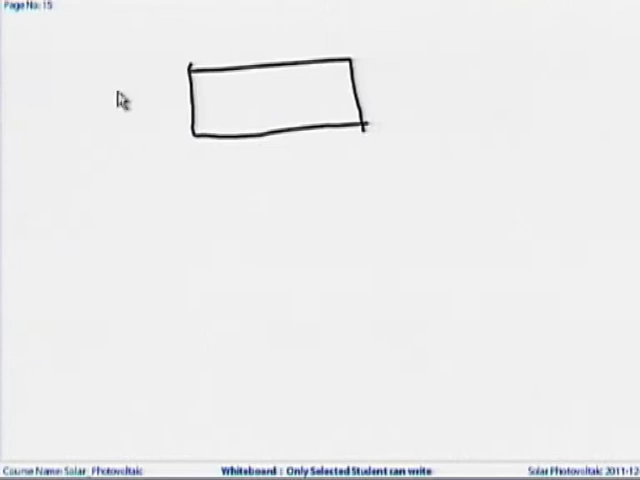 Page No: 15
Course Name: Solar_Photovoltaic
Whiteboard : Only Selected Student can write
Solar Photovoltaic 2011-12